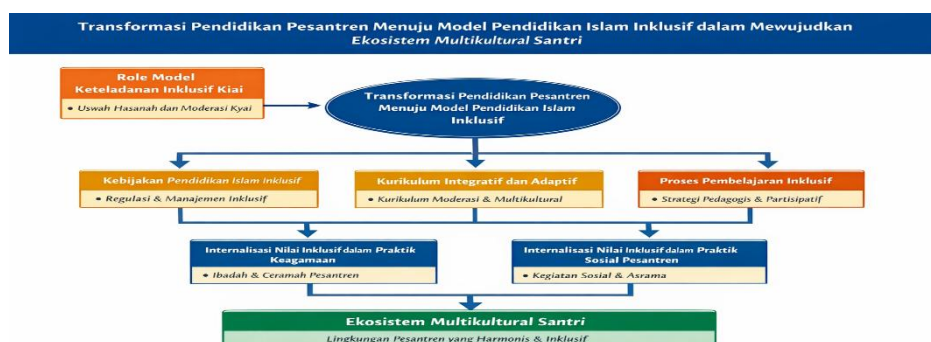 Transformasi Pendidikan Pesantren Menuju Model Pendidikan Islam Inklusif dalam Mewujudkan
Ekosistem Multikultural Santri
Role Model
Keteladanan Inklusif Kiai
• Uswah Hasanah dan Moderasi Kyai
Transformasi Pendidikan Pesantren
Menuju Model Pendidikan Islam
Inklusif
Kebijakan Pendidikan Islam Inklusif
• Regulasi & Manajemen Inklusif
Kurikulum Integratif dan Adaptif
• Kurikulum Moderasi & Multikultural
Proses Pembelajaran Inklusif
• Strategi Pedagogis & Partisipatif
Internalisasi Nilai Inklusif dalam Praktik
Keagamaan
• Ibadah & Ceramah Pesantren
Internalisasi Nilai Inklusif dalam Praktik
Sosial Pesantren
• Kegiatan Sosial & Asrama
Ekosistem Multikultural Santri
Lingkungan Pesantren yang Harmonis & Inklusif